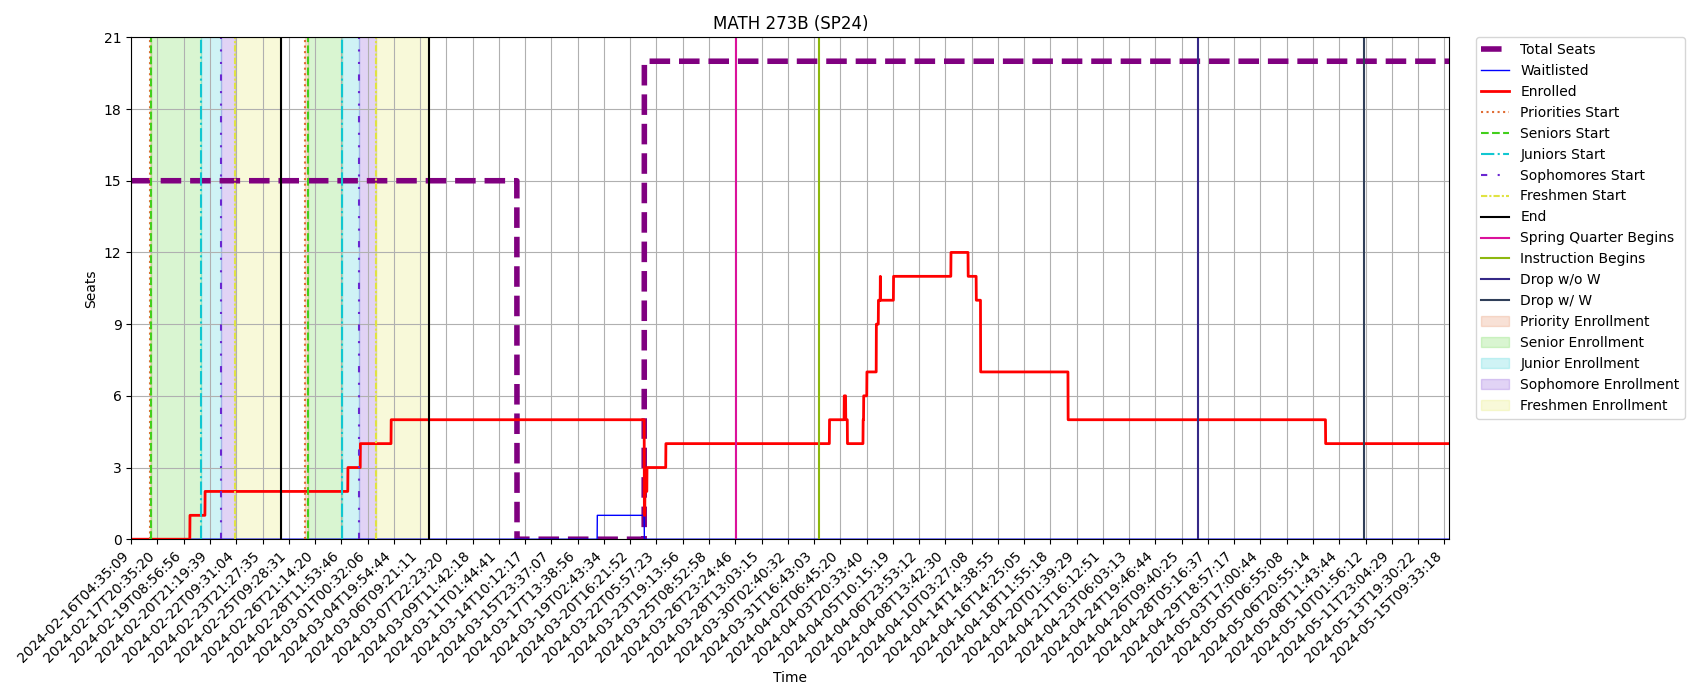 MATH 273B (SP24)
Seats
21
18
15
12
9
6
3
0
2024-02-16T04:35:09
2024-02-17T20:35:20
2024-02-19T08:56:56
2024-02-20T21:19:39
2024-02-22T09:31:04
2024-02-23T21:27:35
2024-02-25T09:28:31
2024-02-26T21:14:20
2024-02-28T11:53:46
2024-03-01T00:32:06
2024-03-04T19:54:44
2024-03-06T09:21:11
2024-03-07T22:23:20
2024-03-11T01:44:41
2024-03-14T10:12:17
2024-03-15T23:37:07
2024-03-17T13:38:56
2024-03-19T02:43:34
2024-03-20T16:21:52
2024-03-22T05:57:23
2024-03-23T19:13:56
2024-03-25T08:52:58
2024-03-26T23:24:46
2024-03-28T13:03:15
2024-03-30T02:40:32
2024-03-31T16:43:03
2024-04-02T06:45:20
2024-04-03T20:33:40
2024-04-05T10:15:19
2024-04-06T23:53:12
2024-04-08T13:42:30
2024-04-10T03:27:08
2024-04-14T14:38:55
2024-04-16T14:25:05
2024-04-18T11:55:18
2024-04-20T01:39:29
2024-04-21T16:12:51
2024-04-23T06:03:13
2024-04-24T19:46:44
2024-04-26T09:40:25
2024-04-28T05:16:37
2024-04-29T18:57:17
2024-05-03T17:00:44
2024-05-05T06:55:08
2024-05-06T20:55:14
2024-05-08T11:43:44
2024-05-10T01:56:12
2024-05-11T23:04:29
2024-05-13T19:30:22
2024-05-15T09:33:18
Time
Total Seats
Waitlisted
Enrolled
Priorities Start
Seniors Start
Juniors Start
Sophomores Start
Freshmen Start
End
Spring Quarter Begins
Instruction Begins
Drop w/o W
Drop w/ W
Priority Enrollment
Senior Enrollment
Junior Enrollment
Sophomore Enrollment
Freshmen Enrollment